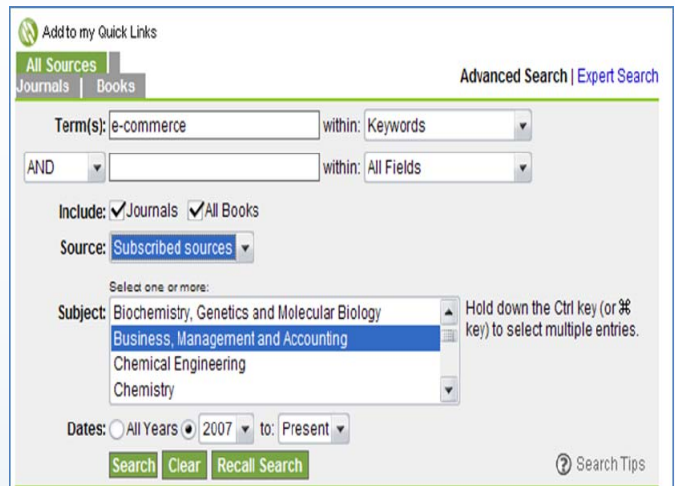 Add to my Quick Links
All Sources
Journals Books
Advanced Search | Expert Search
Term(s): e-commerce within: Keywords
AND within: All Fields
Include: Journals All Books
Source: Subscribed sources
Select one or more:
Subject: Biochemistry, Genetics and Molecular Biology
Business, Management and Accounting
Chemical Engineering
Chemistry
Hold down the Ctrl key (or ⌘
key) to select multiple entries.
Dates: All Years 2007 to: Present
Search Clear Recall Search
? Search Tips